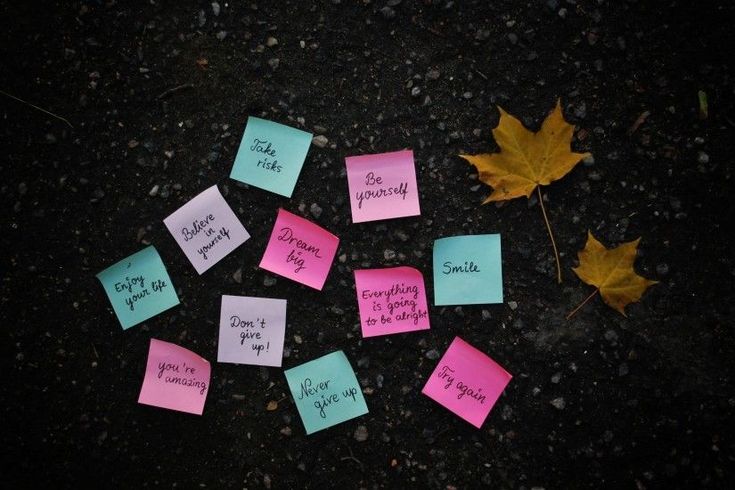 Take
risks
Be
yourself
Believe
in
yourself
Dream
big
Smile
Enjoy
your life
Everything
is going
to be alright
Don't
give
up!
you're
amazing
Never
give up
Try again